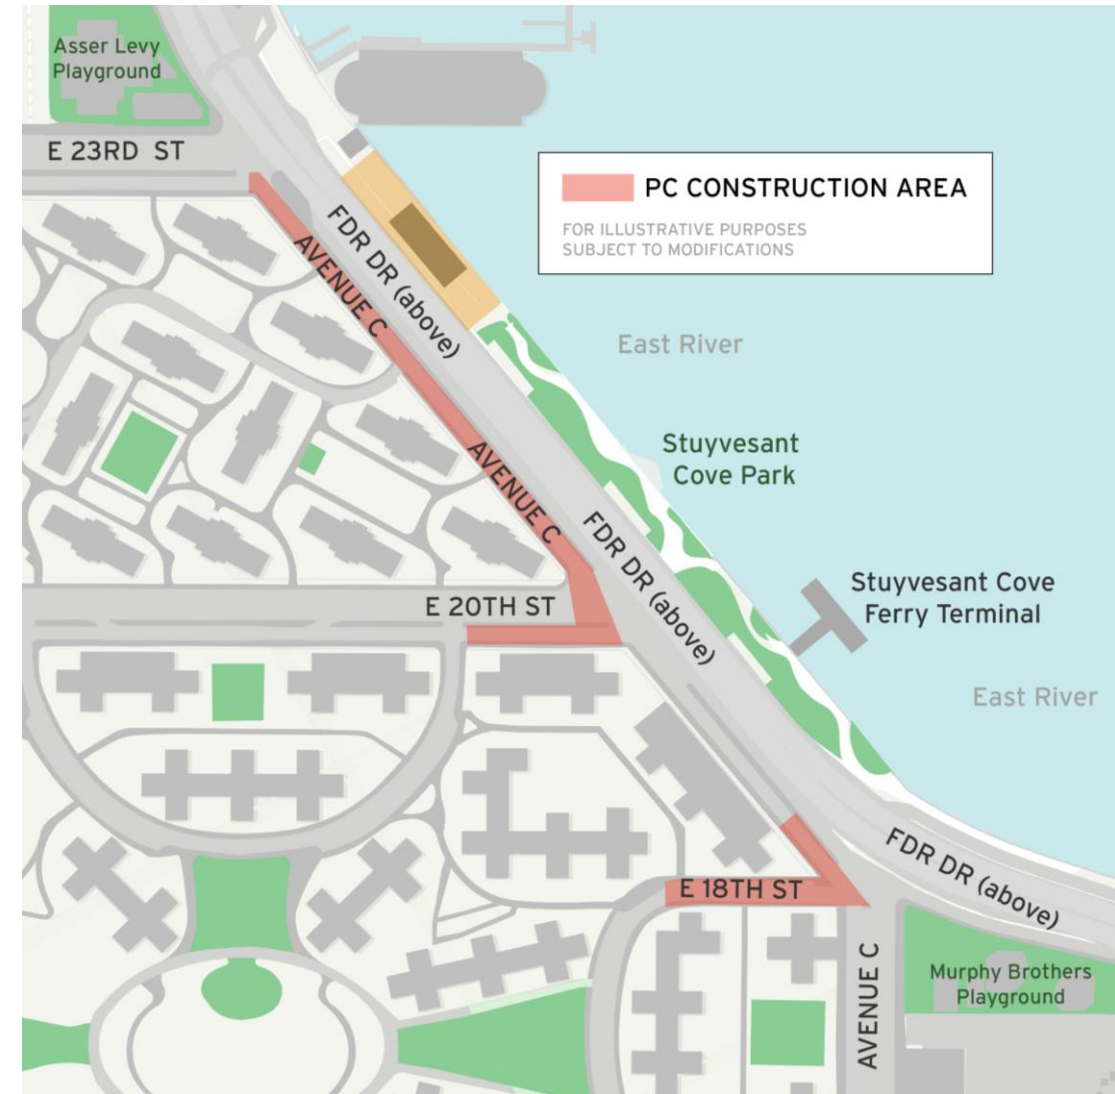 Asser Levy
Playground
E 23RD ST
PC CONSTRUCTION AREA
FOR ILLUSTRATIVE PURPOSES
SUBJECT TO MODIFICATIONS
FDR DR (above)
AVENUE C
East River
Stuyvesant
Cove Park
AVENUE C
FDR DR (above)
Stuyvesant Cove
Ferry Terminal
E 20TH ST
East River
FDR DR (above)
E 18TH ST
AVENUE C
Murphy Brothers
Playground